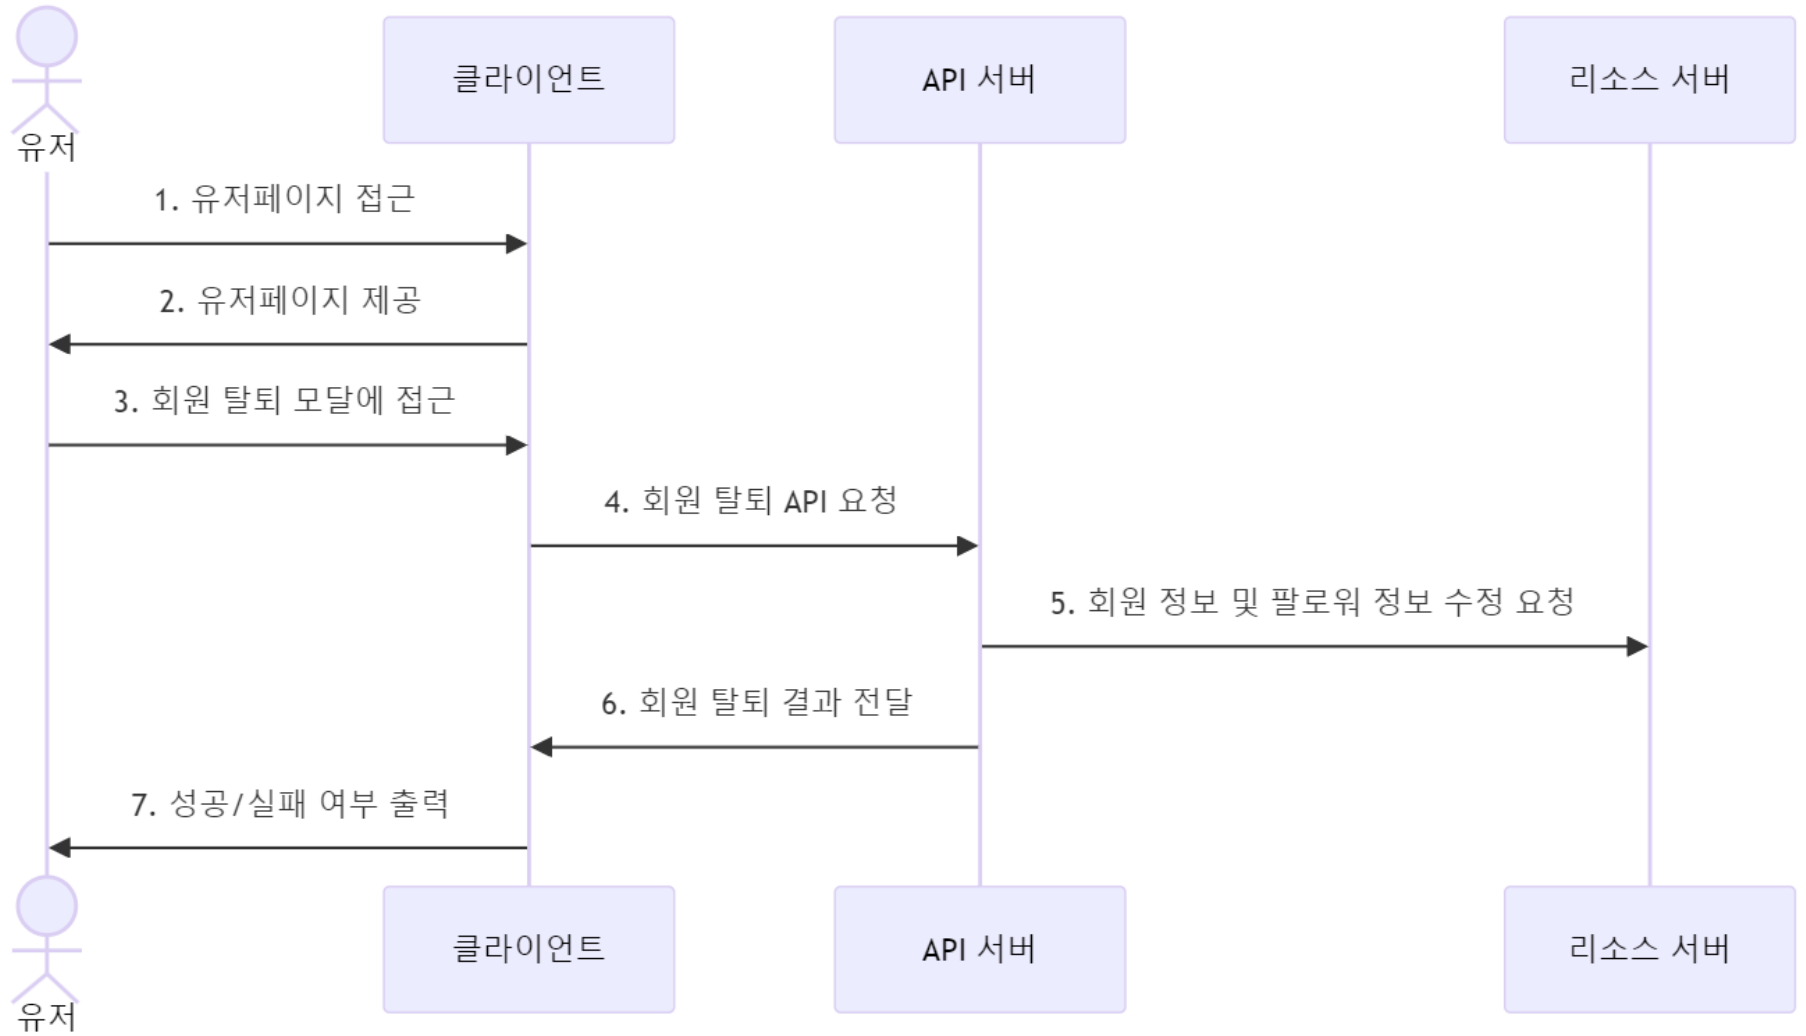 유저
클라이언트
API 서버
리소스 서버
1. 유저페이지 접근
2. 유저페이지 제공
3. 회원 탈퇴 모달에 접근
4. 회원 탈퇴 API 요청
5. 회원 정보 및 팔로워 정보 수정 요청
6. 회원 탈퇴 결과 전달
7. 성공/실패 여부 출력
유저
클라이언트
API 서버
리소스 서버